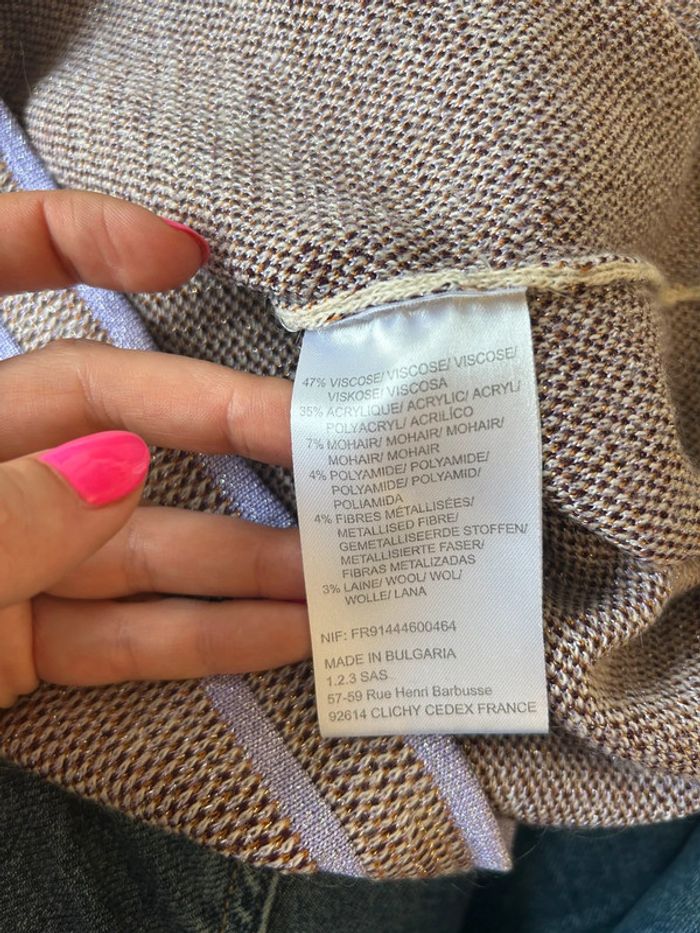 47% VISCOSE/ VISCOSE/ VISCOSE/
VISKOSE/ VISCOSA
35% ACRYLIQUE/ ACRYLIC/ ACRYL/
POLYACRYL/ ACRILÍCO
7% MOHAIR/ MOHAIR/ MOHAIR/
MOHAIR/ MOHAIR
4% POLYAMIDE/ POLYAMIDE/
POLYAMIDE/ POLYAMID/
POLIAMIDA
4% FIBRES MÉTALLISÉES/
METALLISED FIBRE/
GEMETALLISEERDE STOFFEN/
METALLISIERTE FASER/
FIBRAS METALIZADAS
3% LAINE/ WOOL/ WOL/
WOLLE/ LANA
NIF: FR91444600464
MADE IN BULGARIA
1.2.3 SAS
57-59 Rue Henri Barbusse
92614 CLICHY CEDEX FRANCE